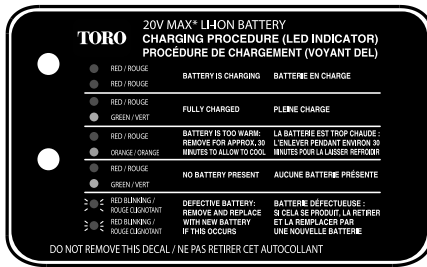 TORO
20V MAX* LI-ION BATTERY
CHARGING PROCEDURE (LED INDICATOR)
PROCÉDURE DE CHARGEMENT (VOYANT DEL)
RED / ROUGE
RED / ROUGE
BATTERY IS CHARGING
BATTERIE EN CHARGE
RED / ROUGE
GREEN / VERT
FULLY CHARGED
PLEINE CHARGE
RED / ROUGE
ORANGE / ORANGE
BATTERY IS TOO WARM:
REMOVE FOR APPROX, 30
MINUTES TO ALLOW TO COOL
LA BATTERIE EST TROP CHAUDE :
L'ENLEVER PENDANT ENVIRON 30
MINUTES POUR LA LAISSER REFROIDIR
RED / ROUGE
GREEN / VERT
NO BATTERY PRESENT
AUCUNE BATTERIE PRÉSENTE
RED BLINKING /
ROUGE CLIGNOTANT
RED BLINKING /
ROUGE CLIGNOTANT
DEFECTIVE BATTERY:
REMOVE AND REPLACE
WITH NEW BATTERY
IF THIS OCCURS
BATTERIE DÉFECTUEUSE :
SI CELA SE PRODUIT, LA RETIRER
ET LA REMPLACER PAR
UNE NOUVELLE BATTERIE
DO NOT REMOVE THIS DECAL / NE PAS RETIRER CET AUTOCOLLANT